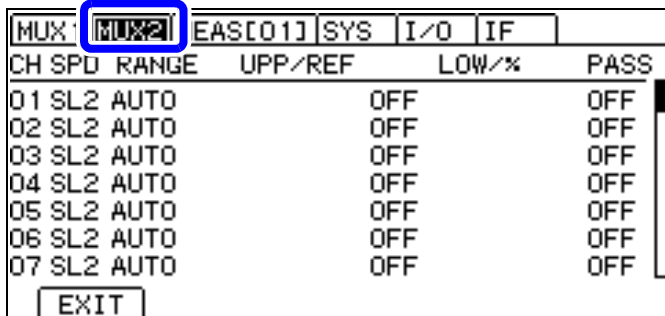 MUX1 MUX2 MEAS[01] SYS I/O IF
CH SPD RANGE UPP/REF LOW/% PASS
01 SL2 AUTO OFF OFF
02 SL2 AUTO OFF OFF
03 SL2 AUTO OFF OFF
04 SL2 AUTO OFF OFF
05 SL2 AUTO OFF OFF
06 SL2 AUTO OFF OFF
07 SL2 AUTO OFF OFF
EXIT